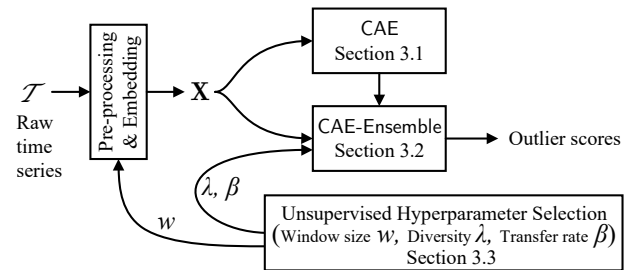 CAE
Section 3.1
Pre-processing
& Embedding
𝒯
X
Raw
time
series
CAE-Ensemble
Section 3.2
Outlier scores
λ, β
w
Unsupervised Hyperparameter Selection
(Window size w, Diversity λ, Transfer rate β)
Section 3.3